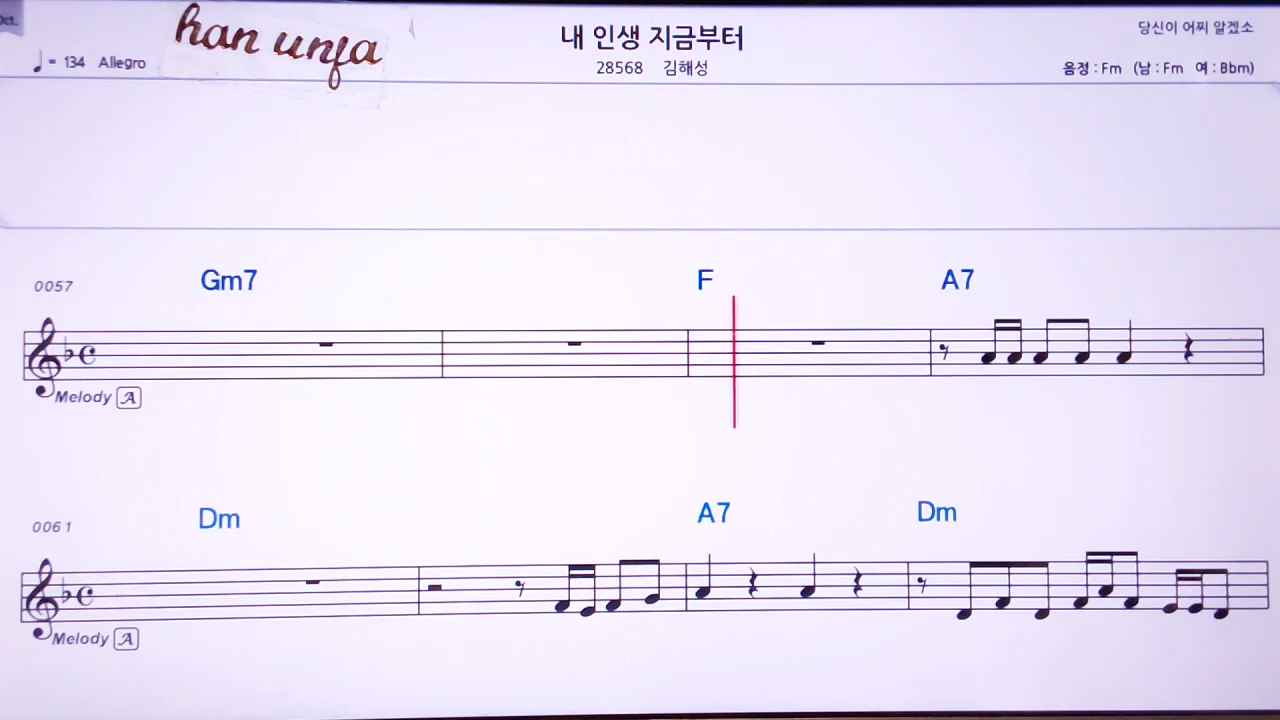 Oct.
han unfa
내 인생 지금부터
당신이 어찌 알겠소
♩ = 134 Allegro
28568 김해성
음정 : Fm (남 : Fm 여 : Bbm)
0057 Gm7 F A7
Melody A
0061 Dm A7 Dm
Melody A